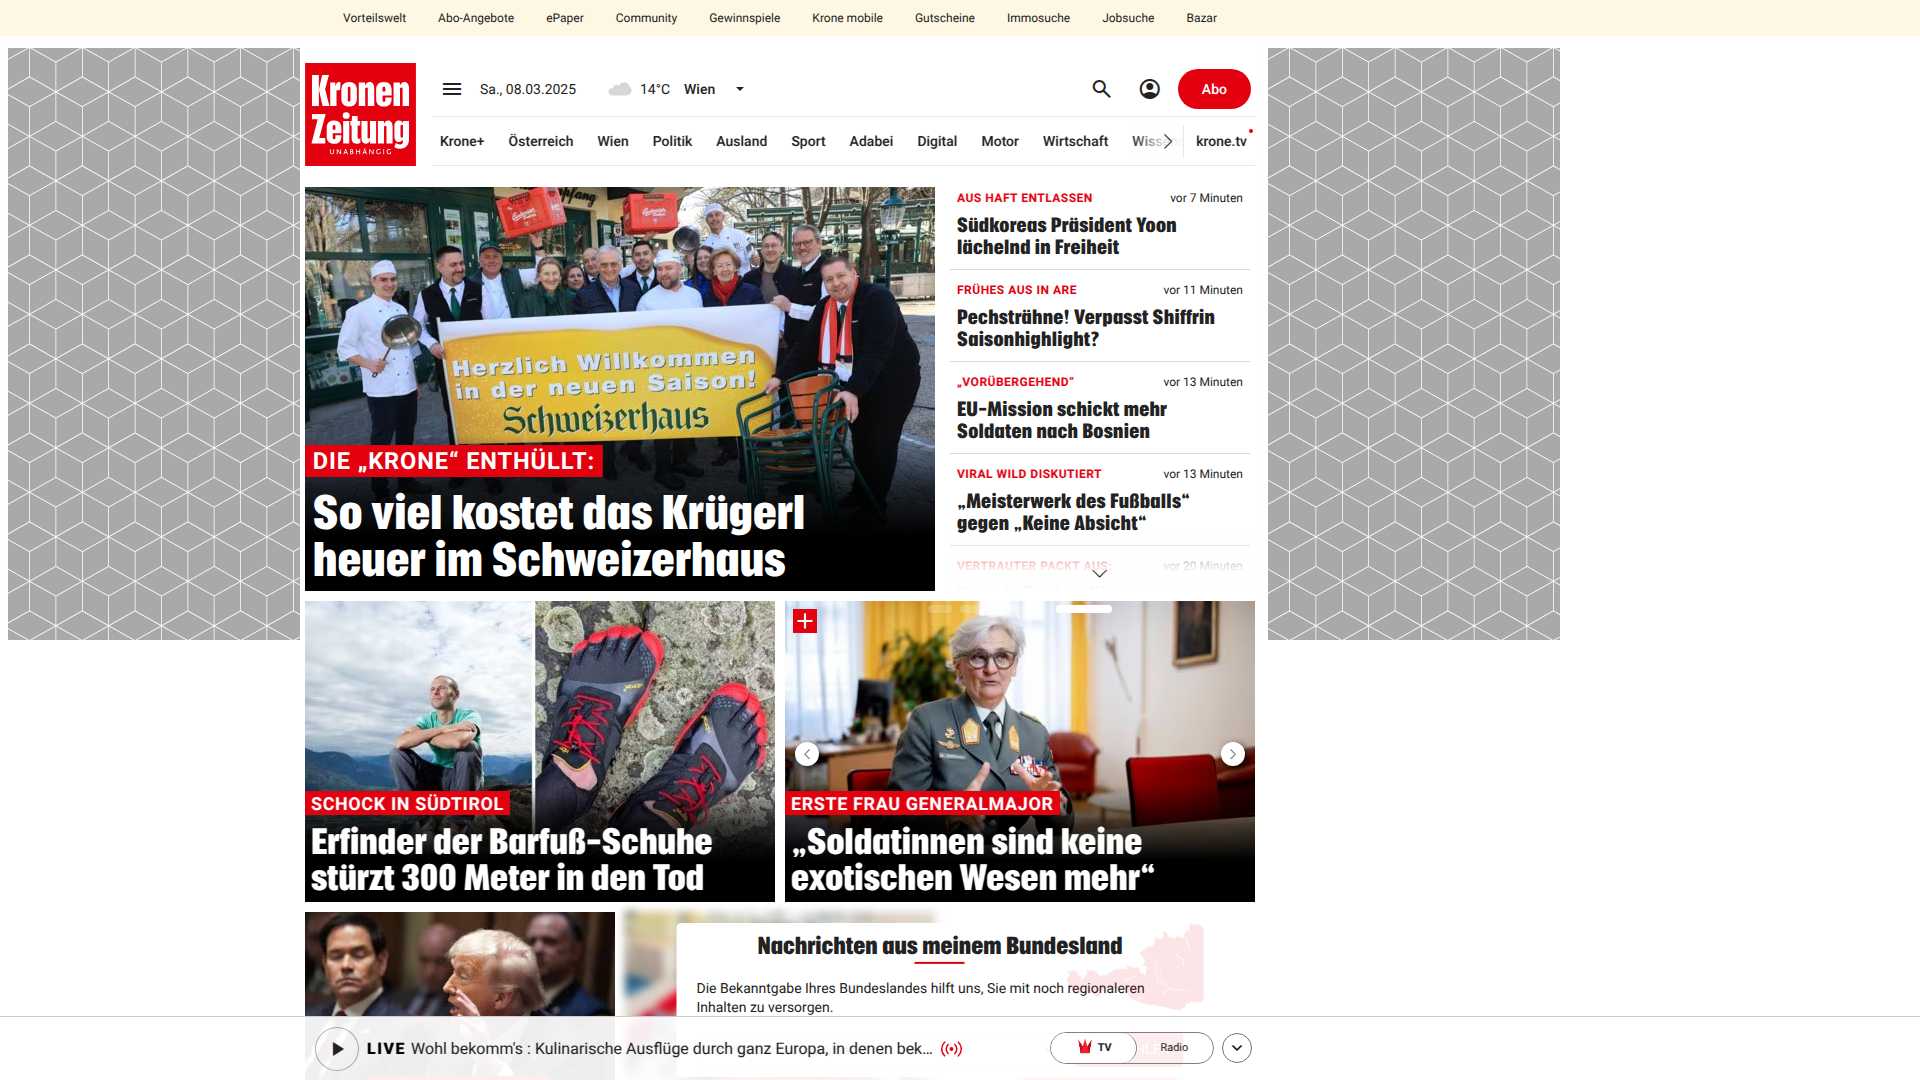 Vorteilswelt Abo-Angebote ePaper Community Gewinnspiele Krone mobile Gutscheine Immosuche Jobsuche Bazar
Kronen
Zeitung
UNABHÄNGIG
Sa., 08.03.2025 14°C Wien
Abo
Krone+ Österreich Wien Politik Ausland Sport Adabei Digital Motor Wirtschaft krone.tv
Herzlich Willkommen
in der neuen Saison!
Schweizerhaus
DIE „KRONE“ ENTHÜLLT:
So viel kostet das Krügerl
heuer im Schweizerhaus
AUS HAFT ENTLASSEN vor 7 Minuten
Südkoreas Präsident Yoon
lächelnd in Freiheit
FRÜHES AUS IN ARE vor 11 Minuten
Pechsträhne! Verpasst Shiffrin
Saisonhighlight?
„VORÜBERGEHEND“ vor 13 Minuten
EU-Mission schickt mehr
Soldaten nach Bosnien
VIRAL WILD DISKUTIERT vor 13 Minuten
„Meisterwerk des Fußballs“
gegen „Keine Absicht“
VERTRAUTER PACKT AUS: vor 20 Minuten
SCHOCK IN SÜDTIROL
Erfinder der Barfuß-Schuhe
stürzt 300 Meter in den Tod
ERSTE FRAU GENERALMAJOR
„Soldatinnen sind keine
exotischen Wesen mehr“
Nachrichten aus meinem Bundesland
Die Bekanntgabe Ihres Bundeslandes hilft uns, Sie mit noch regionaleren
Inhalten zu versorgen.
LIVE Wohl bekomm's : Kulinarische Ausflüge durch ganz Europa, in denen bek...
TV Radio